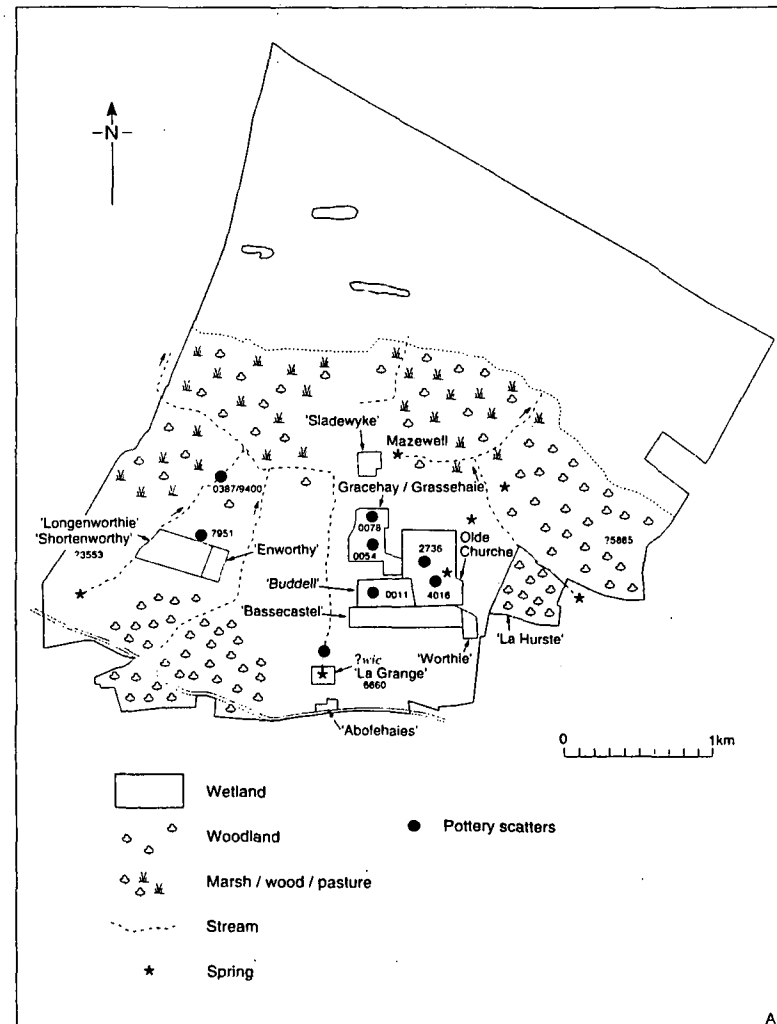 -N-
'Sladewyke'
Mazewell
Gracehay / Grassehaie
0387/9400
'Longenworthie'
'Shortenworthy'
?3553
?951
'Enworthy'
0078
0054
2736
Olde
Churche
?5885
'Buddell'
0011
4016
'Bassecastel'
'La Hurste'
'Worthie'
?wic
'La Grange'
6660
'Abofehaies'
0
1km
Wetland
Woodland
Pottery scatters
Marsh / wood / pasture
Stream
Spring
A